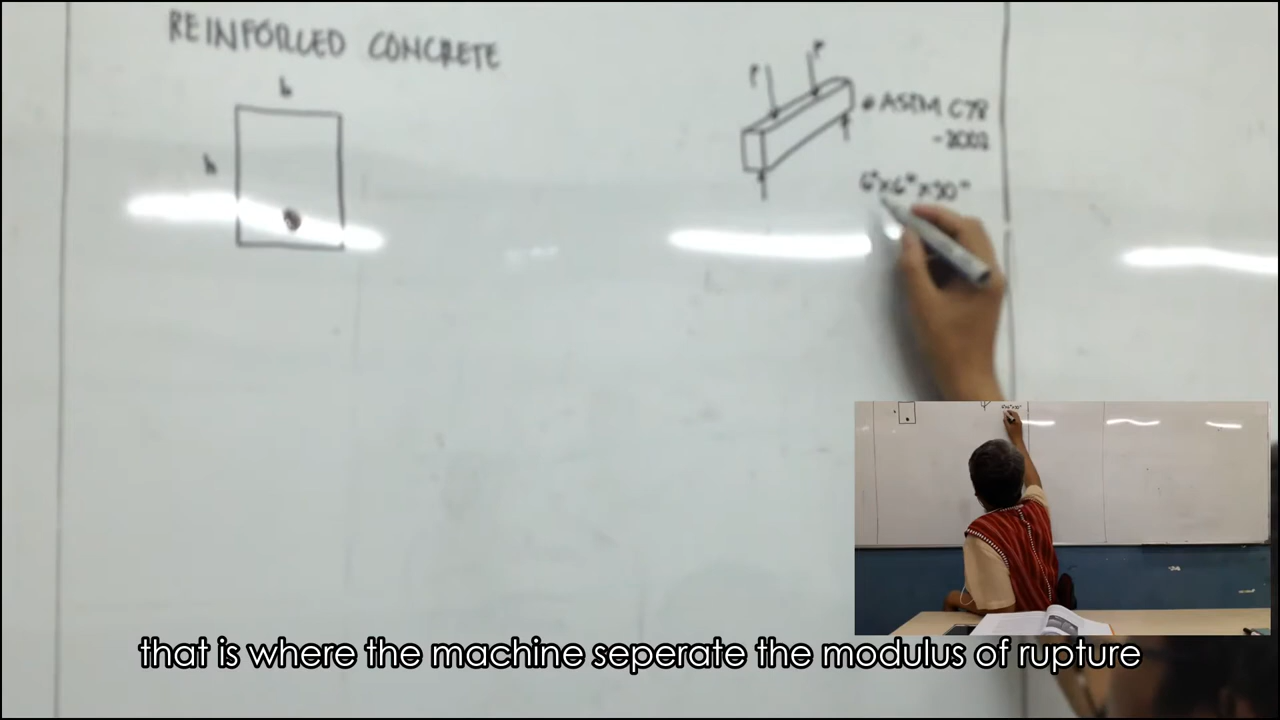 REINFORCED CONCRETE
b
h
P P
ASTM C78
-2002
6"x6"x30"
that is where the machine seperate the modulus of rupture